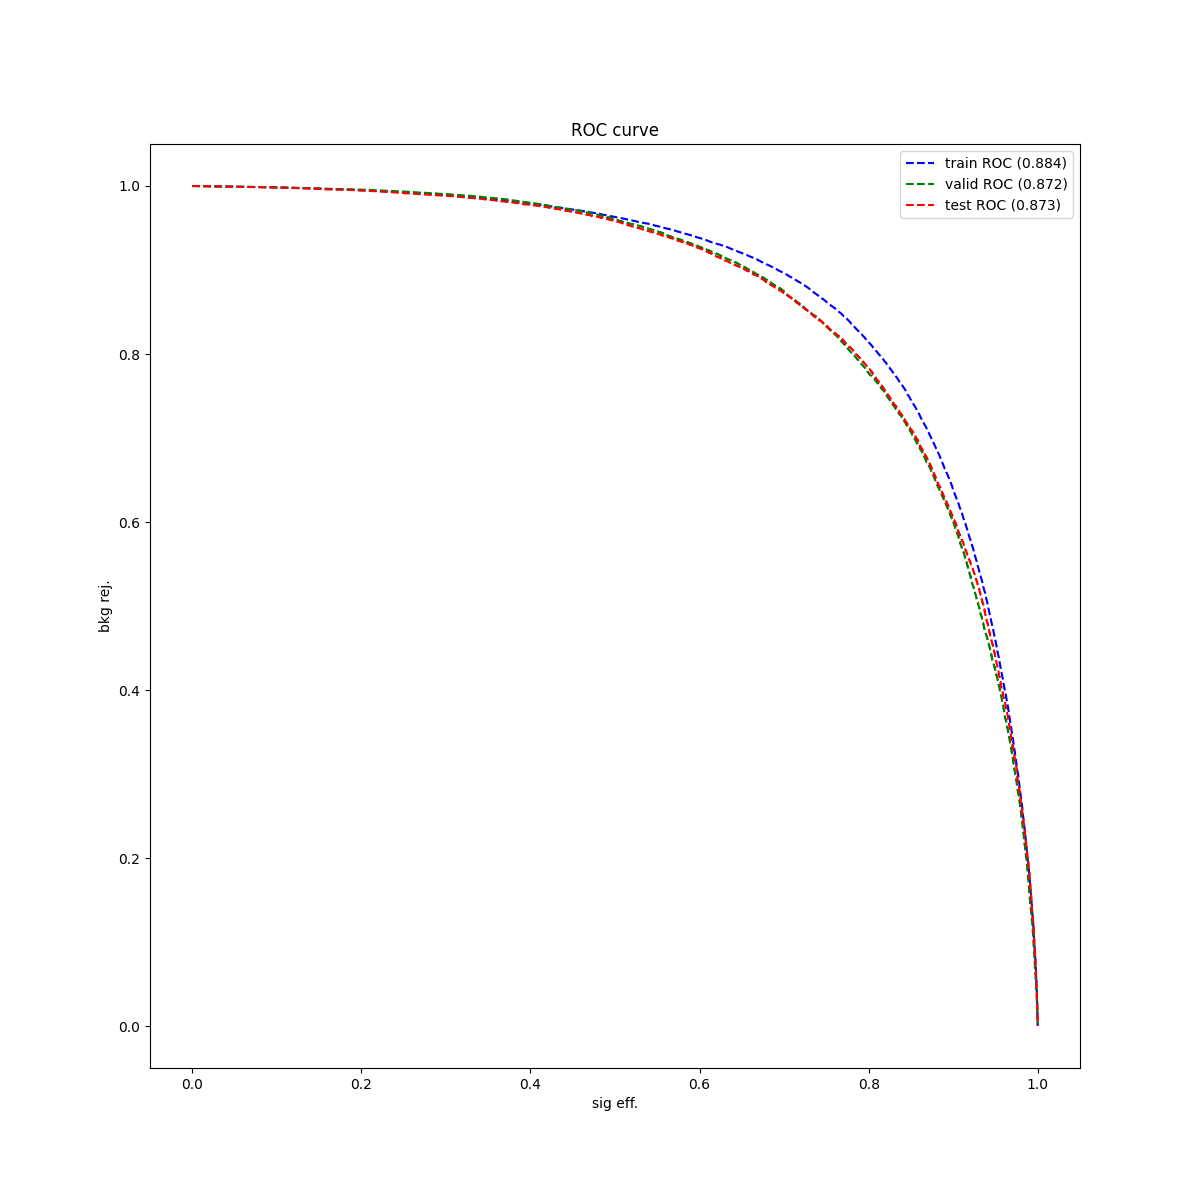 ROC curve
train ROC (0.884)
valid ROC (0.872)
test ROC (0.873)
1.0
0.8
0.6
0.4
0.2
0.0
bkg rej.
0.0 0.2 0.4 0.6 0.8 1.0
sig eff.